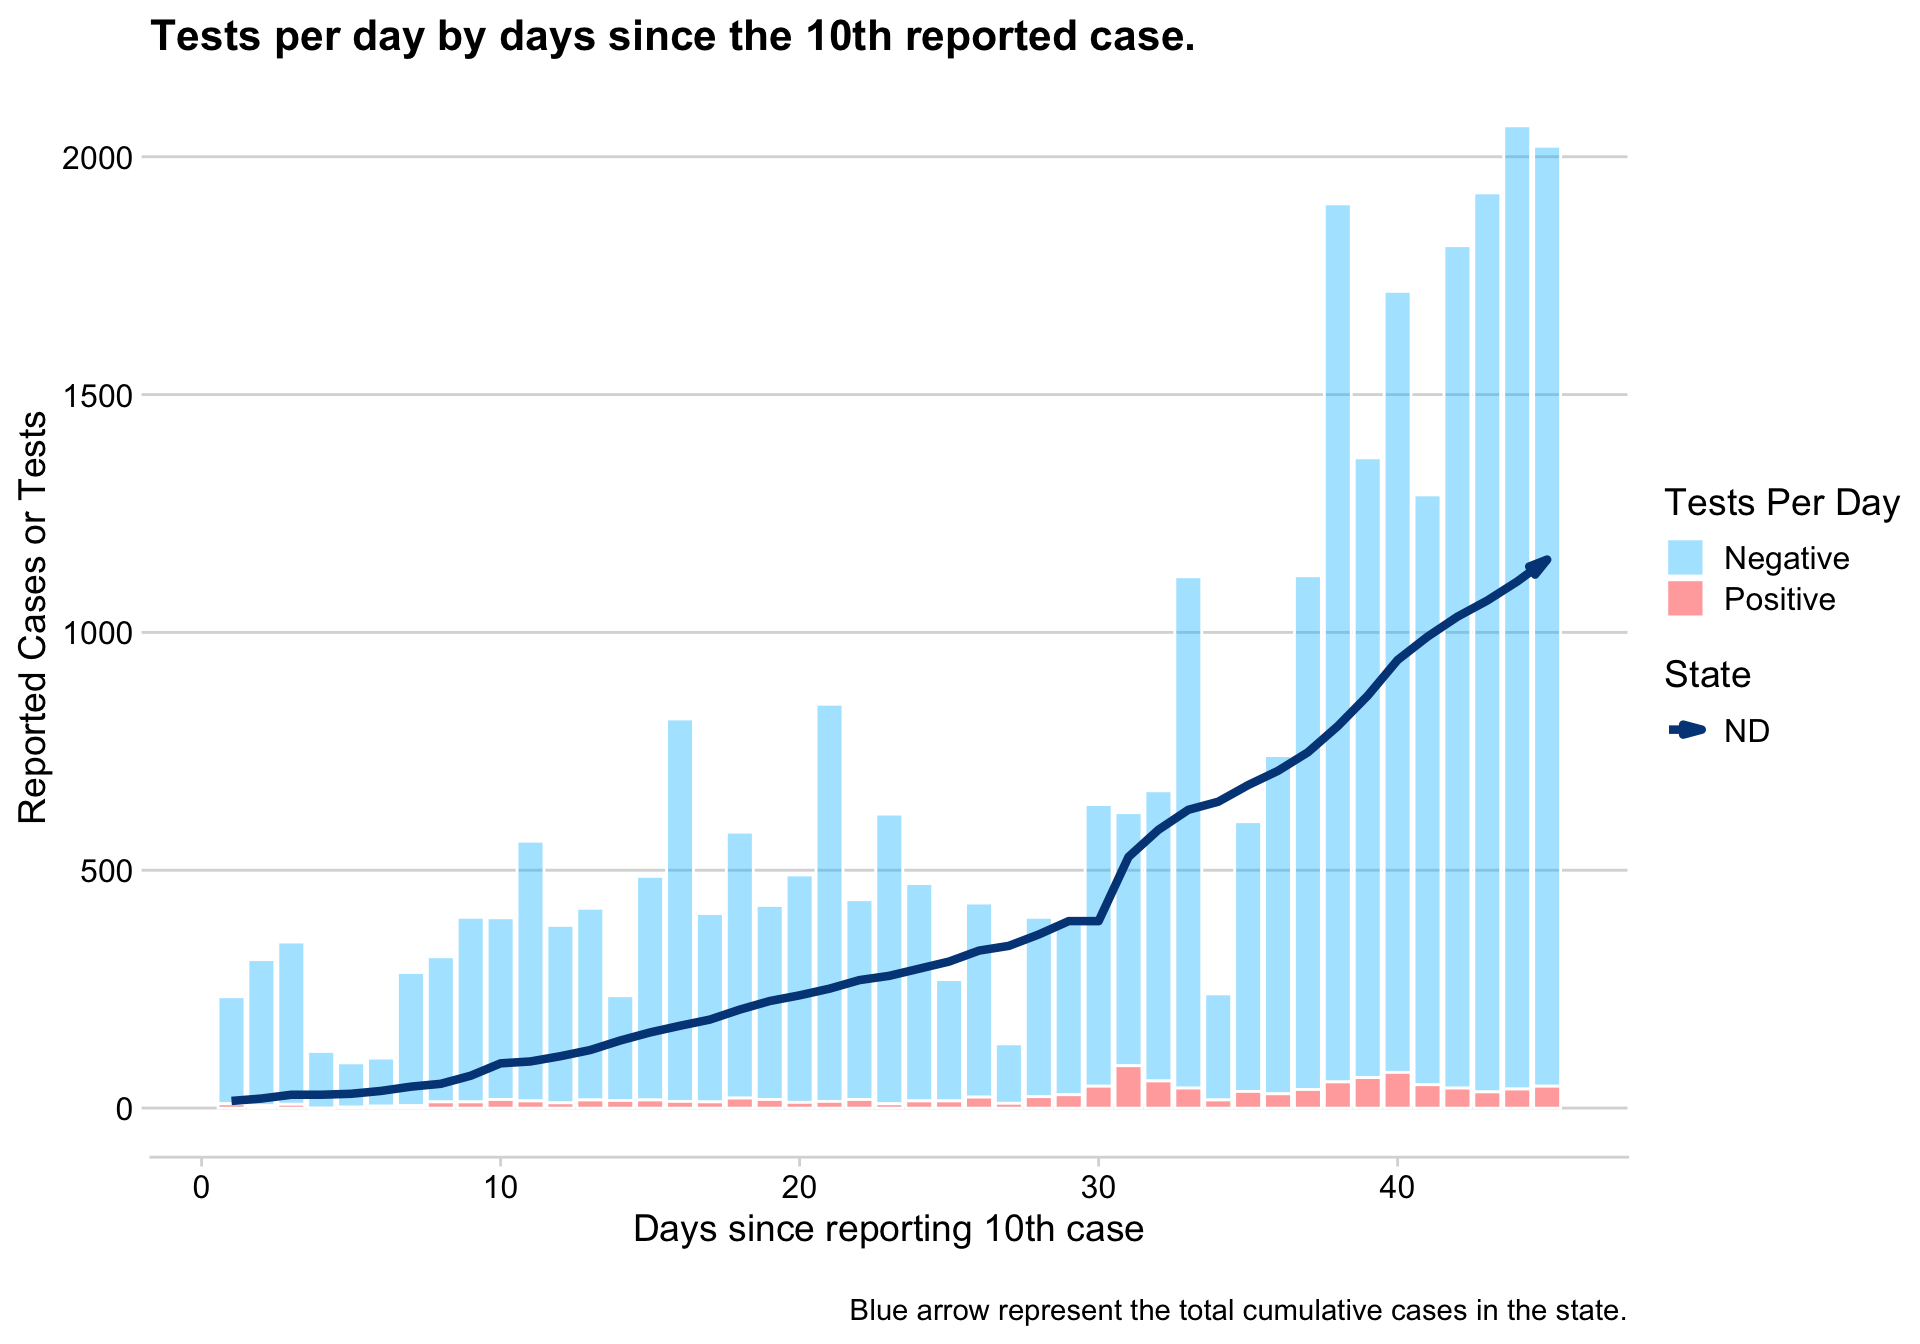 Tests per day by days since the 10th reported case.
Reported Cases or Tests
2000
1500
1000
500
0
0 10 20 30 40
Days since reporting 10th case
Tests Per Day
Negative
Positive
State
ND
Blue arrow represent the total cumulative cases in the state.